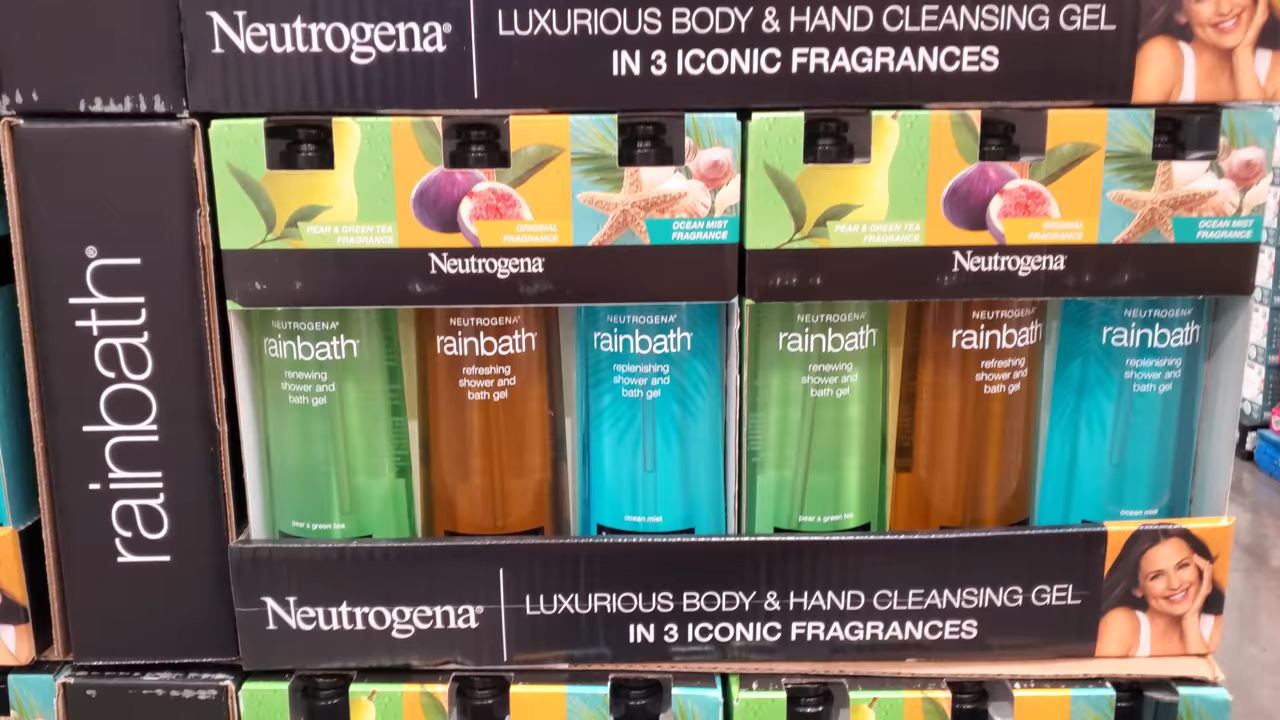 Neutrogena®
LUXURIOUS BODY & HAND CLEANSING GEL
IN 3 ICONIC FRAGRANCES
rainbath®
PEAR & GREEN TEA
FRAGRANCE
ORIGINAL
FRAGRANCE
OCEAN MIST
FRAGRANCE
Neutrogena®
PEAR & GREEN TEA
FRAGRANCE
ORIGINAL
FRAGRANCE
OCEAN MIST
FRAGRANCE
Neutrogena®
NEUTROGENA®
rainbath®
renewing
shower and
bath gel
pear & green tea
NEUTROGENA®
rainbath®
refreshing
shower and
bath gel
NEUTROGENA®
rainbath®
replenishing
shower and
bath gel
ocean mist
NEUTROGENA®
rainbath®
renewing
shower and
bath gel
pear & green tea
NEUTROGENA®
rainbath®
refreshing
shower and
bath gel
NEUTROGENA®
rainbath®
replenishing
shower and
bath gel
ocean mist
Neutrogena®
LUXURIOUS BODY & HAND CLEANSING GEL
IN 3 ICONIC FRAGRANCES